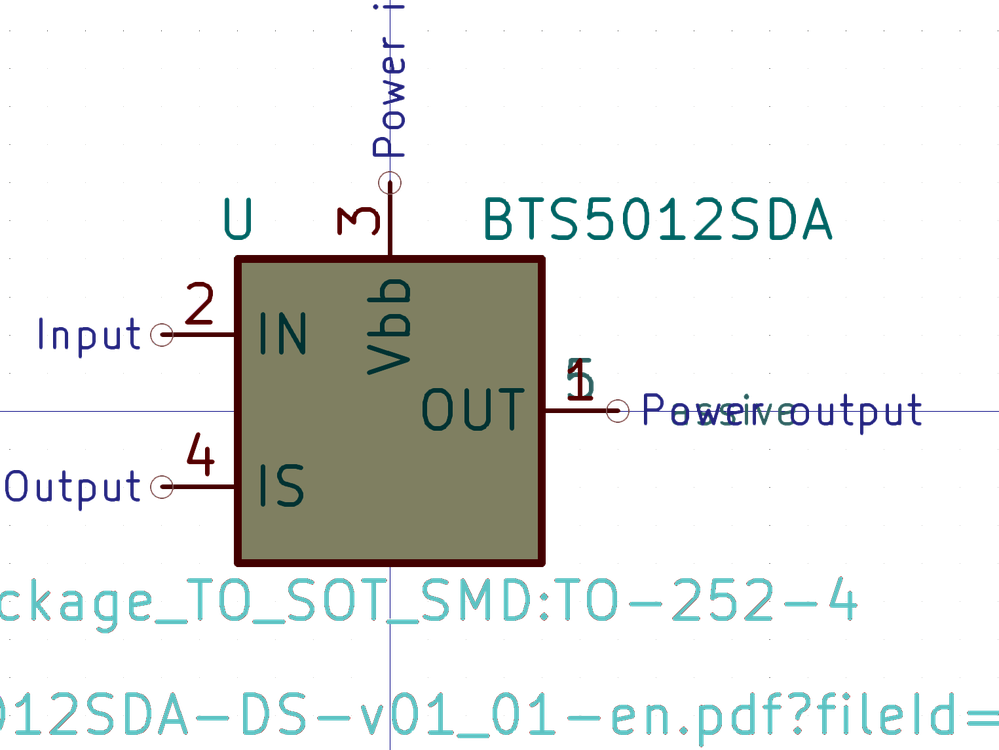 Power i
U
BTS5012SDA
3
2
Input
IN
Vbb
5
1
OUT
Passive
Power output
4
Output
IS
ckage_TO_SOT_SMD:TO-252-4
012SDA-DS-v01_01-en.pdf?fileId=